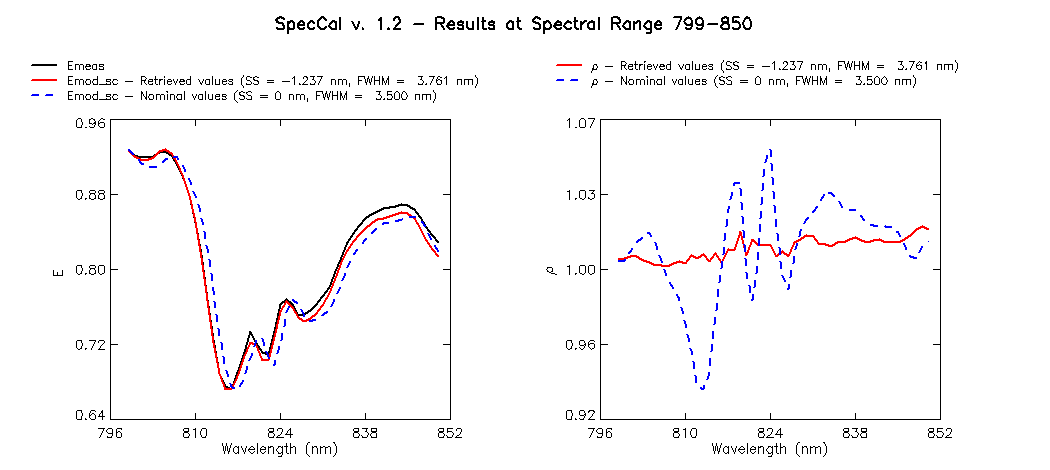 SpecCal v. 1.2 - Results at Spectral Range 799-850
Emeas
Emod_sc - Retrieved values (SS = -1.237 nm, FWHM = 3.761 nm)
Emod_sc - Nominal values (SS = 0 nm, FWHM = 3.500 nm)
ρ - Retrieved values (SS = -1.237 nm, FWHM = 3.761 nm)
ρ - Nominal values (SS = 0 nm, FWHM = 3.500 nm)
0.96
0.88
0.80
0.72
0.64
E
796 810 824 838 852
Wavelength (nm)
1.07
1.03
1.00
0.96
0.92
ρ
796 810 824 838 852
Wavelength (nm)